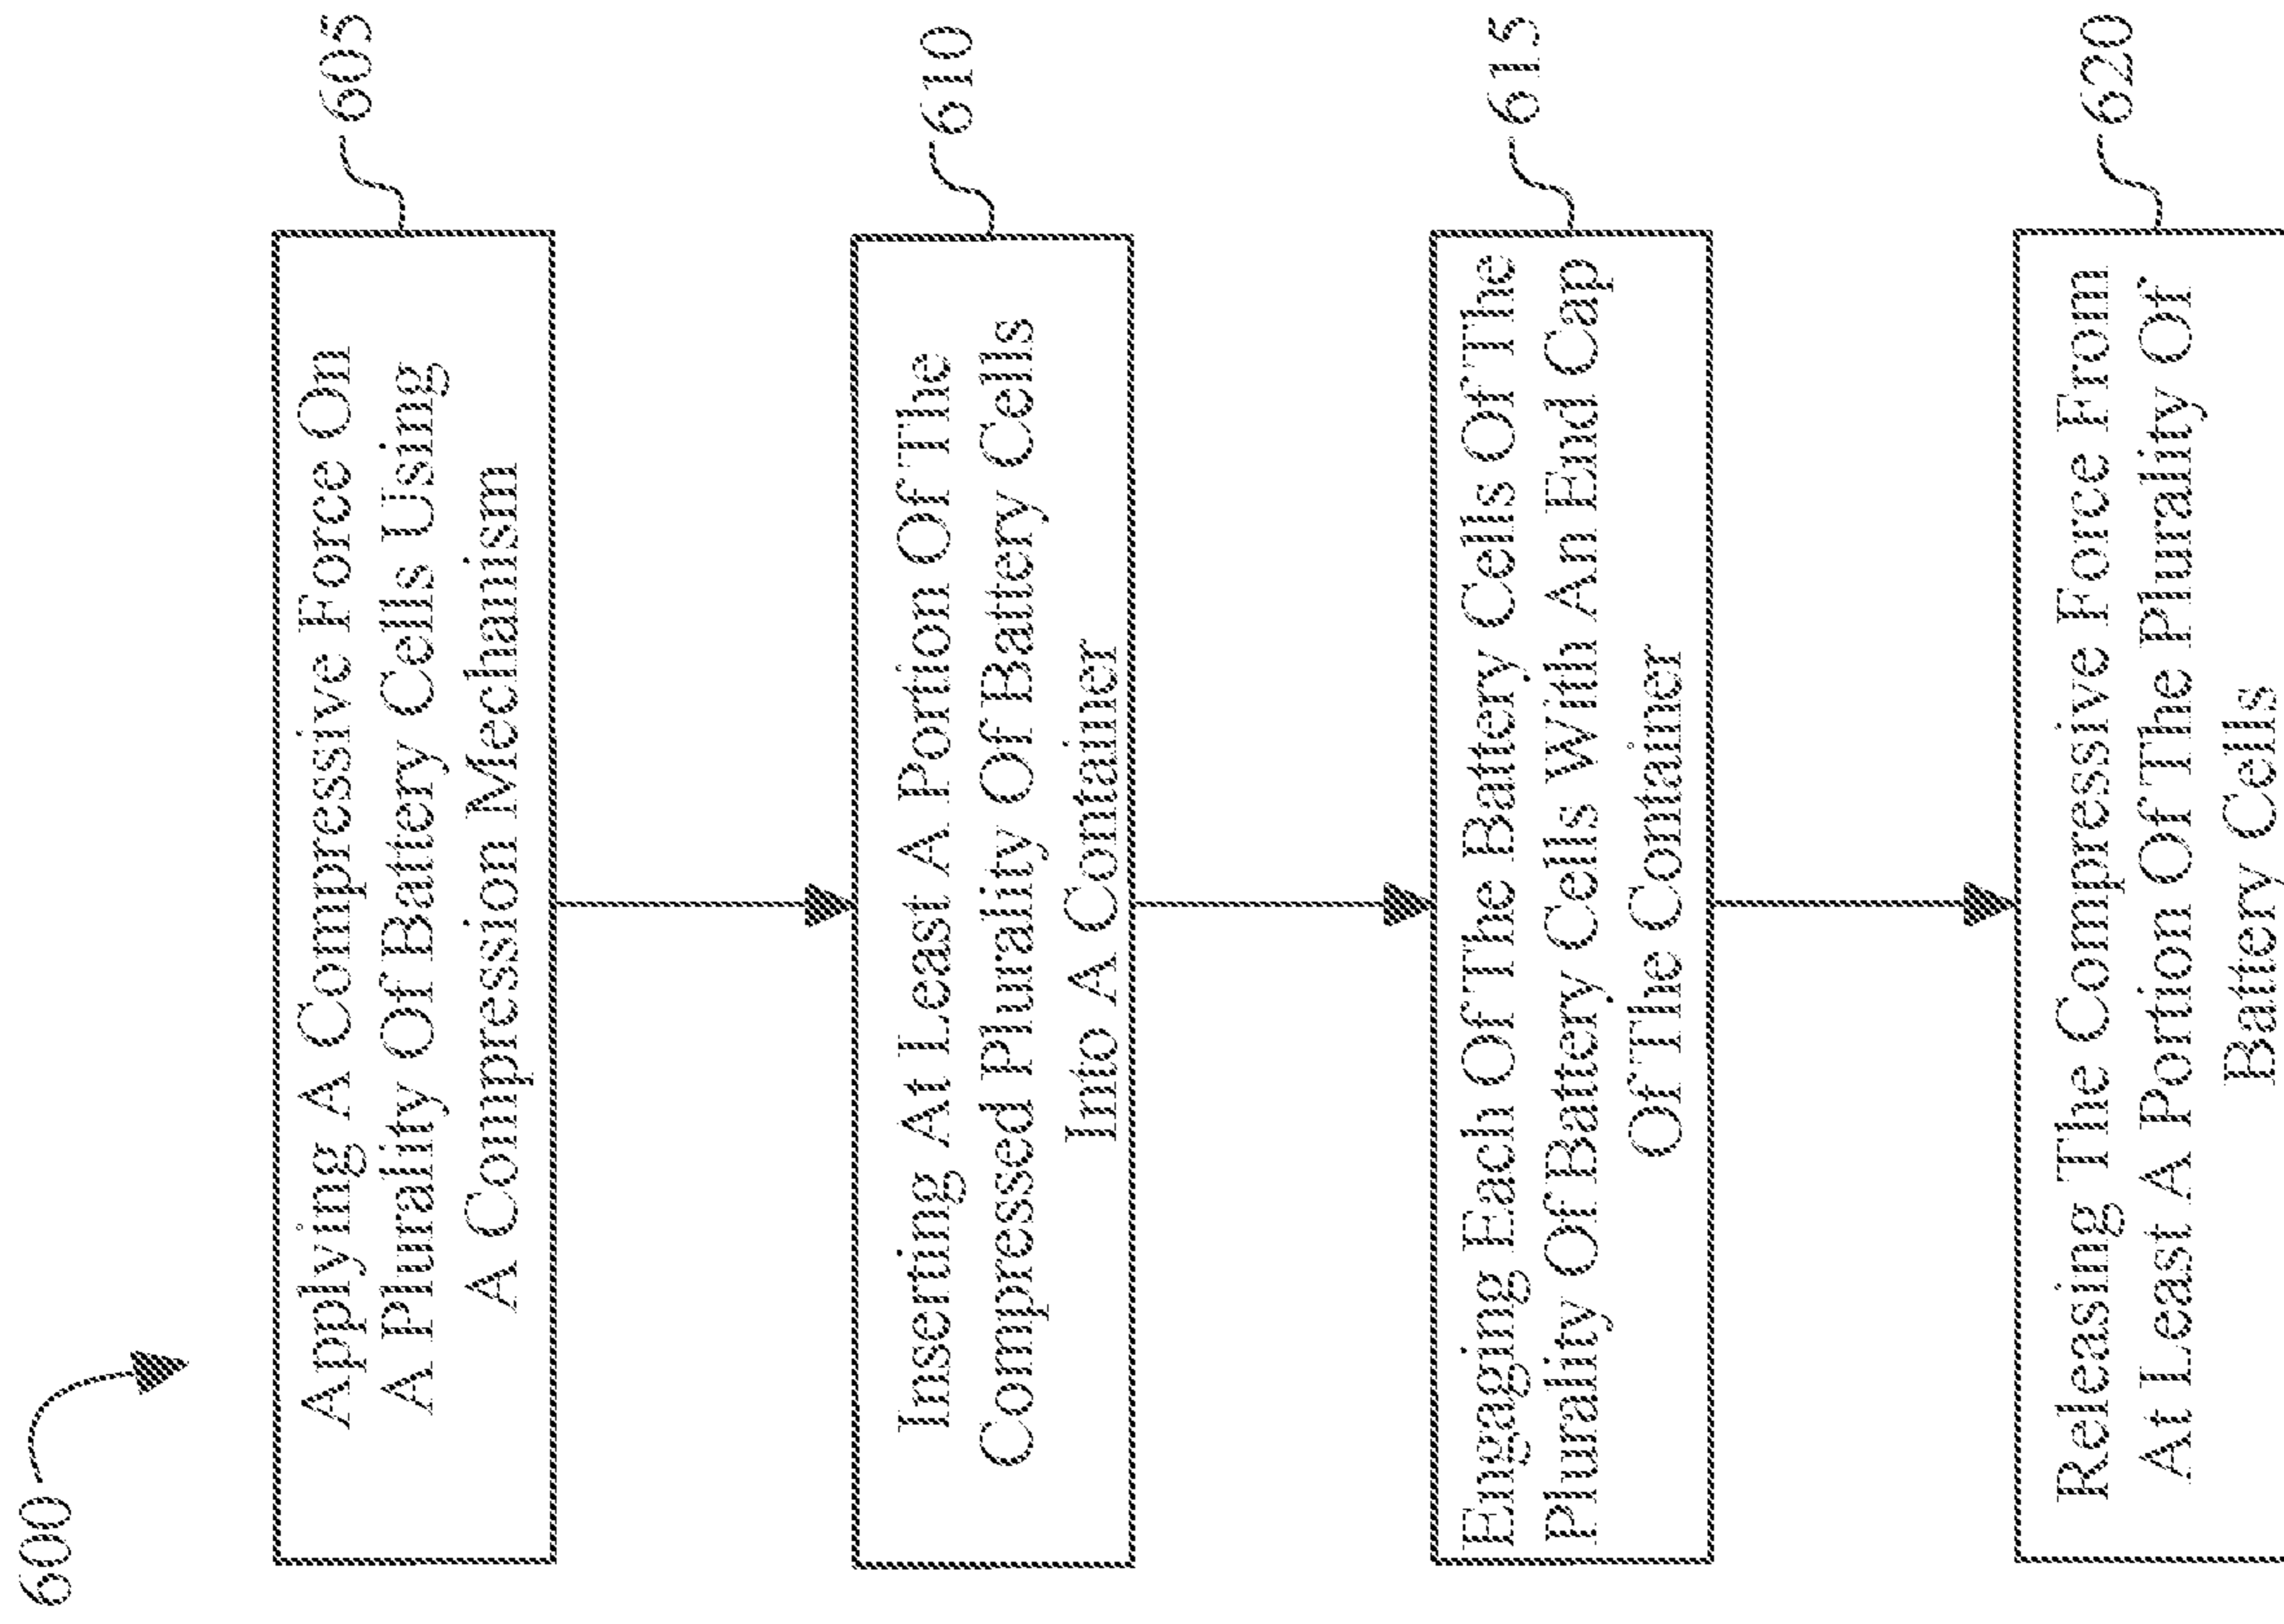 600
Applying A Compressive Force On
A Plurality Of Battery Cells Using
A Compression Mechanism
605
Inserting At Least A Portion Of The
Compressed Plurality Of Battery Cells
Into A Container
610
Engaging Each Of The Battery Cells Of The
Plurality Of Battery Cells With An End Cap
Of The Container
615
Releasing The Compressive Force From
At Least A Portion Of The Plurality Of
Battery Cells
620